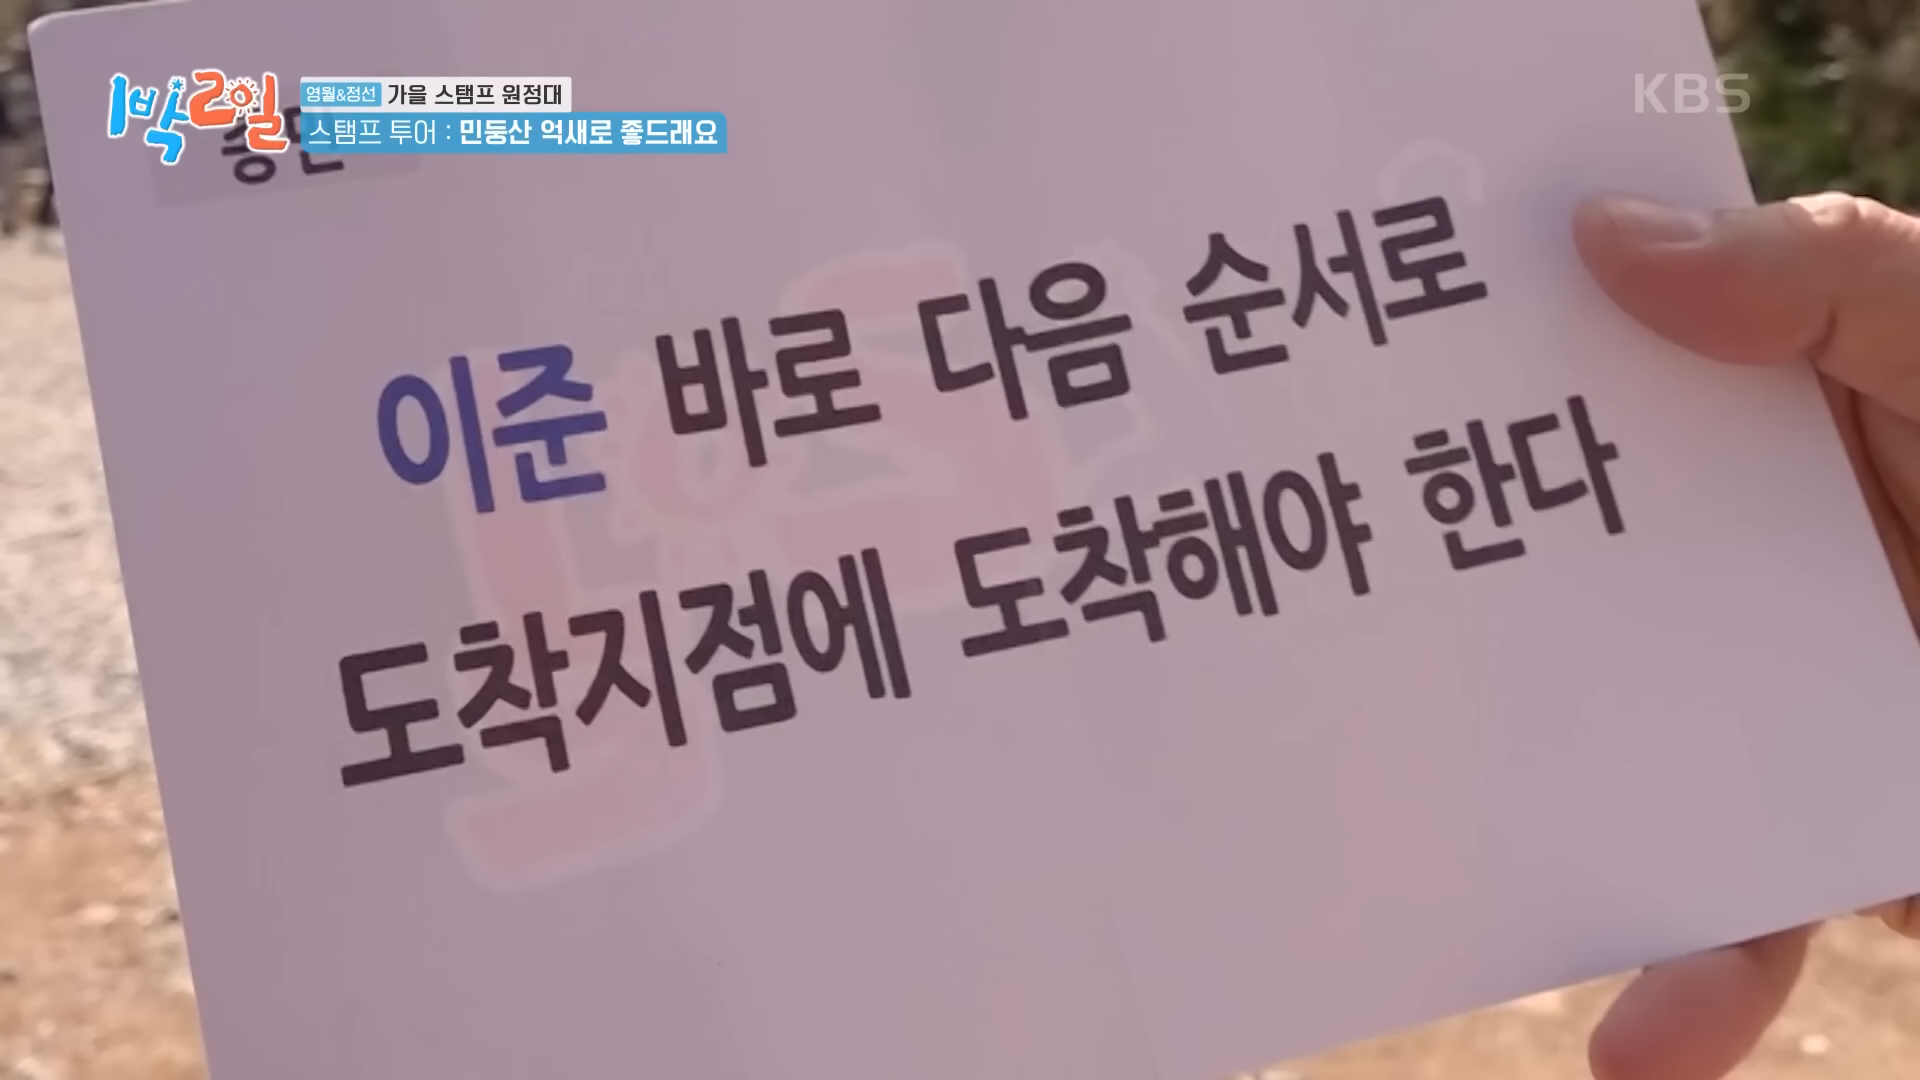 1박2일
영월&정선 가을 스탬프 원정대
스탬프 투어 : 민둥산 억새로 좋드래요
KBS
이준 바로 다음 순서로
도착지점에 도착해야 한다